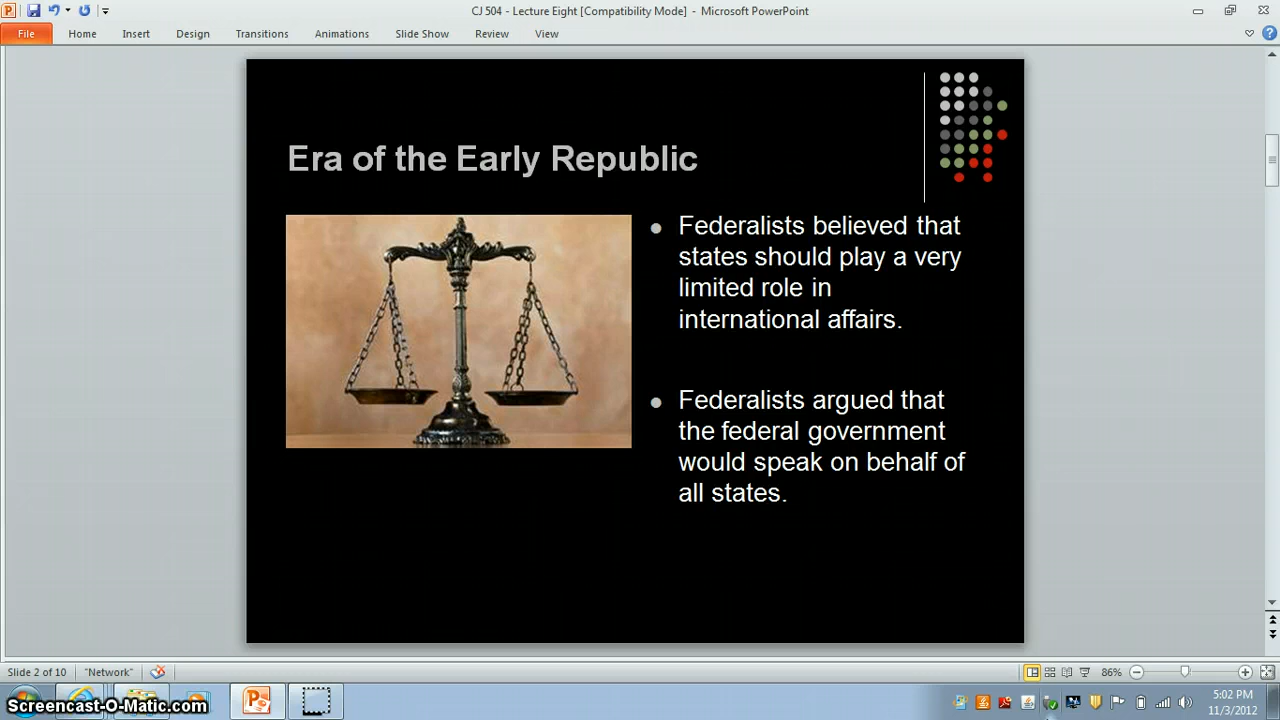 CJ 504 - Lecture Eight [Compatibility Mode] - Microsoft PowerPoint
File Home Insert Design Transitions Animations Slide Show Review View
Era of the Early Republic
Federalists believed that
states should play a very
limited role in
international affairs.
Federalists argued that
the federal government
would speak on behalf of
all states.
Slide 2 of 10 "Network" 86%
Screencast-O-Matic.com
5:02 PM
11/3/2012